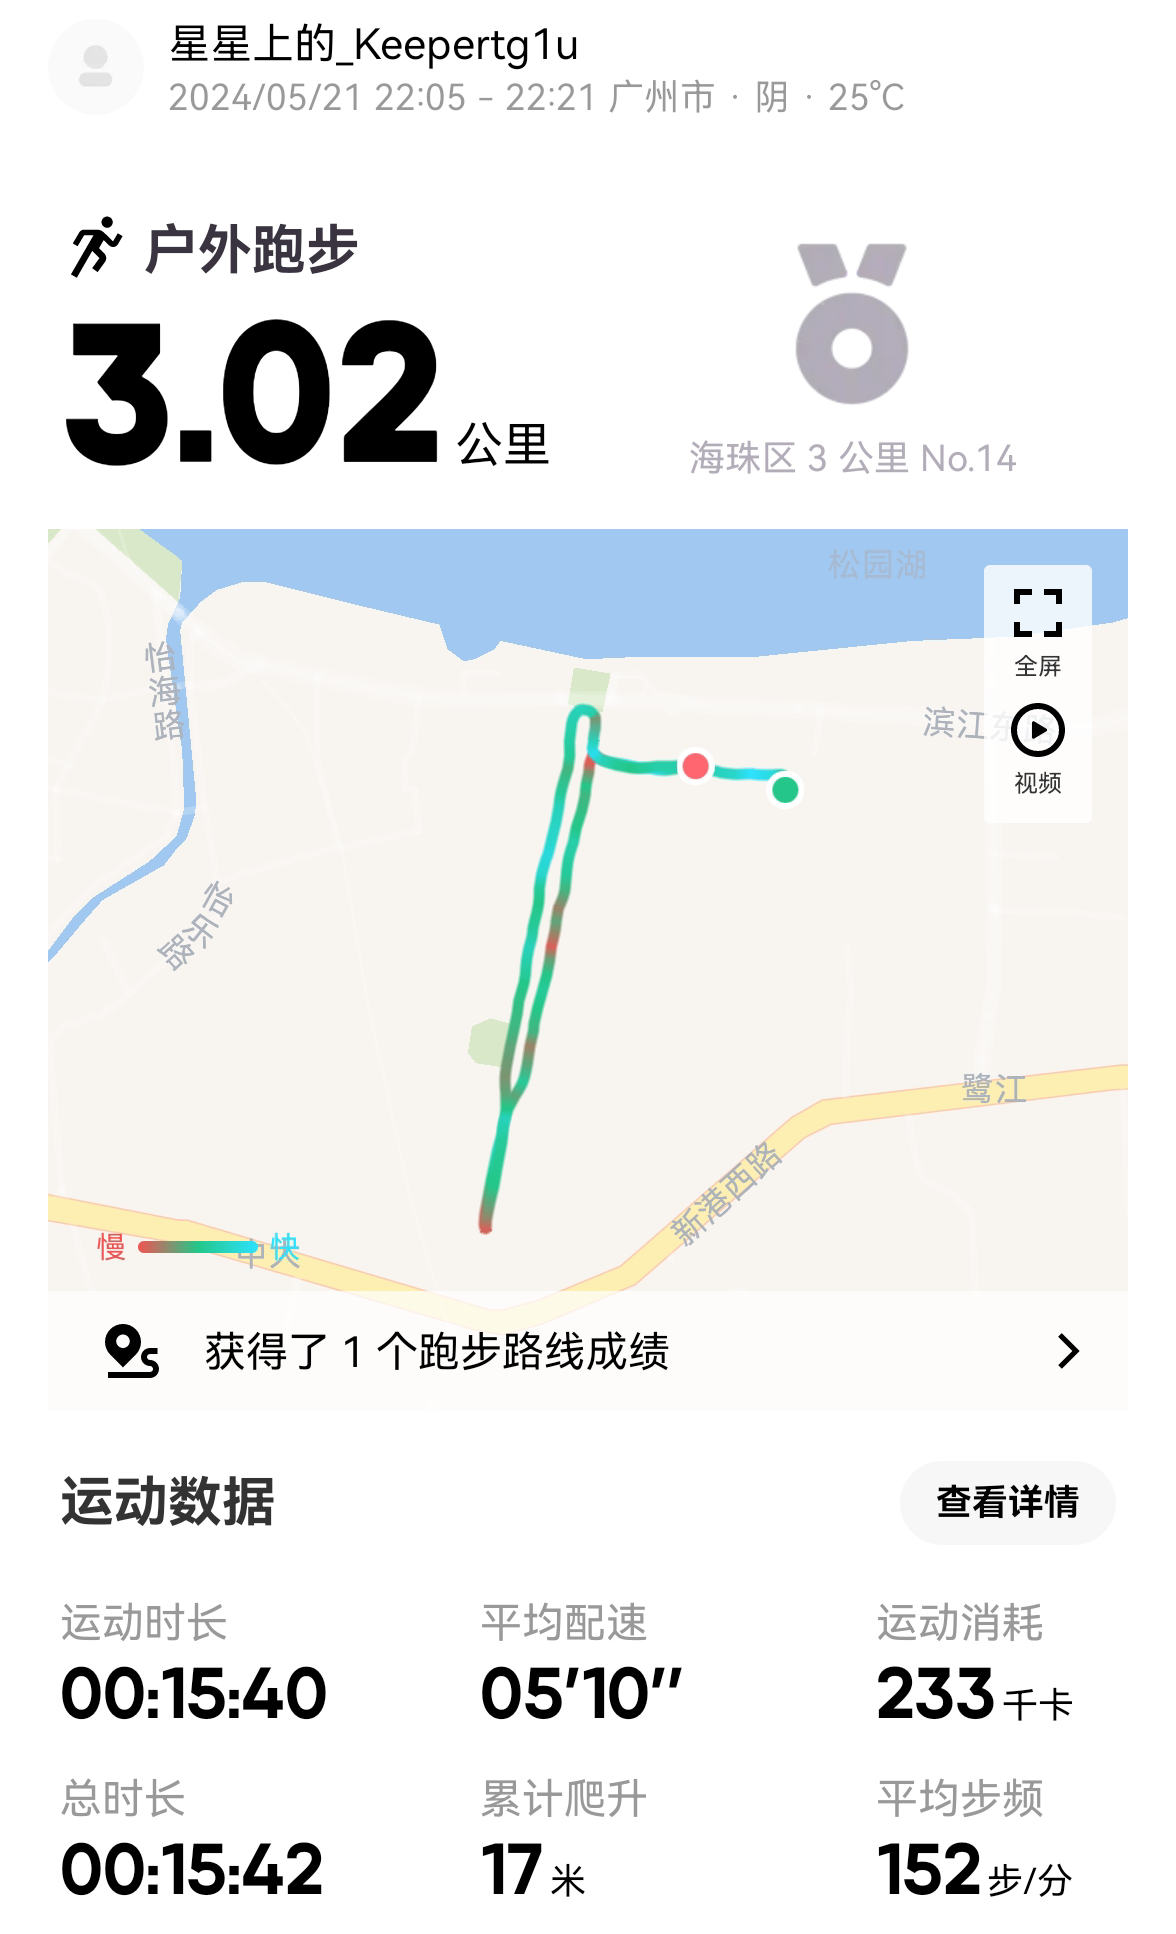 星星上的_Keepertg1u
2024/05/21 22:05 - 22:21 广州市 · 阴 · 25℃
户外跑步
3.02 公里
海珠区 3 公里 No.14
松园湖
全屏
怡海路
滨江东路
视频
怡乐路
鹭江
新港西路
慢
快
中大
获得了 1 个跑步路线成绩
运动数据
查看详情
运动时长 平均配速 运动消耗
00:15:40 05'10" 233 千卡
总时长 累计爬升 平均步频
00:15:42 17 米 152 步/分